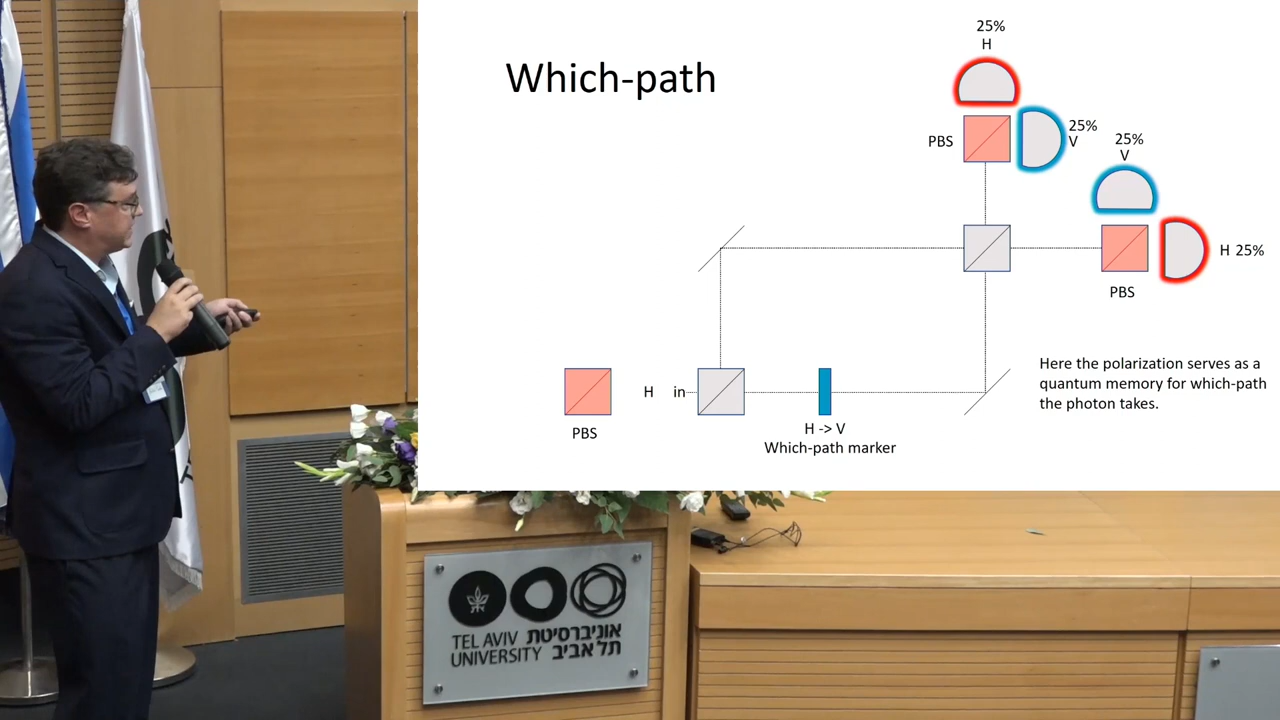 Which-path
25%
H
PBS
25%
V
25%
V
H 25%
PBS
H in
PBS
H -> V
Which-path marker
Here the polarization serves as a
quantum memory for which-path
the photon takes.
TEL AVIV אוניברסיטת
UNIVERSITY תל אביב